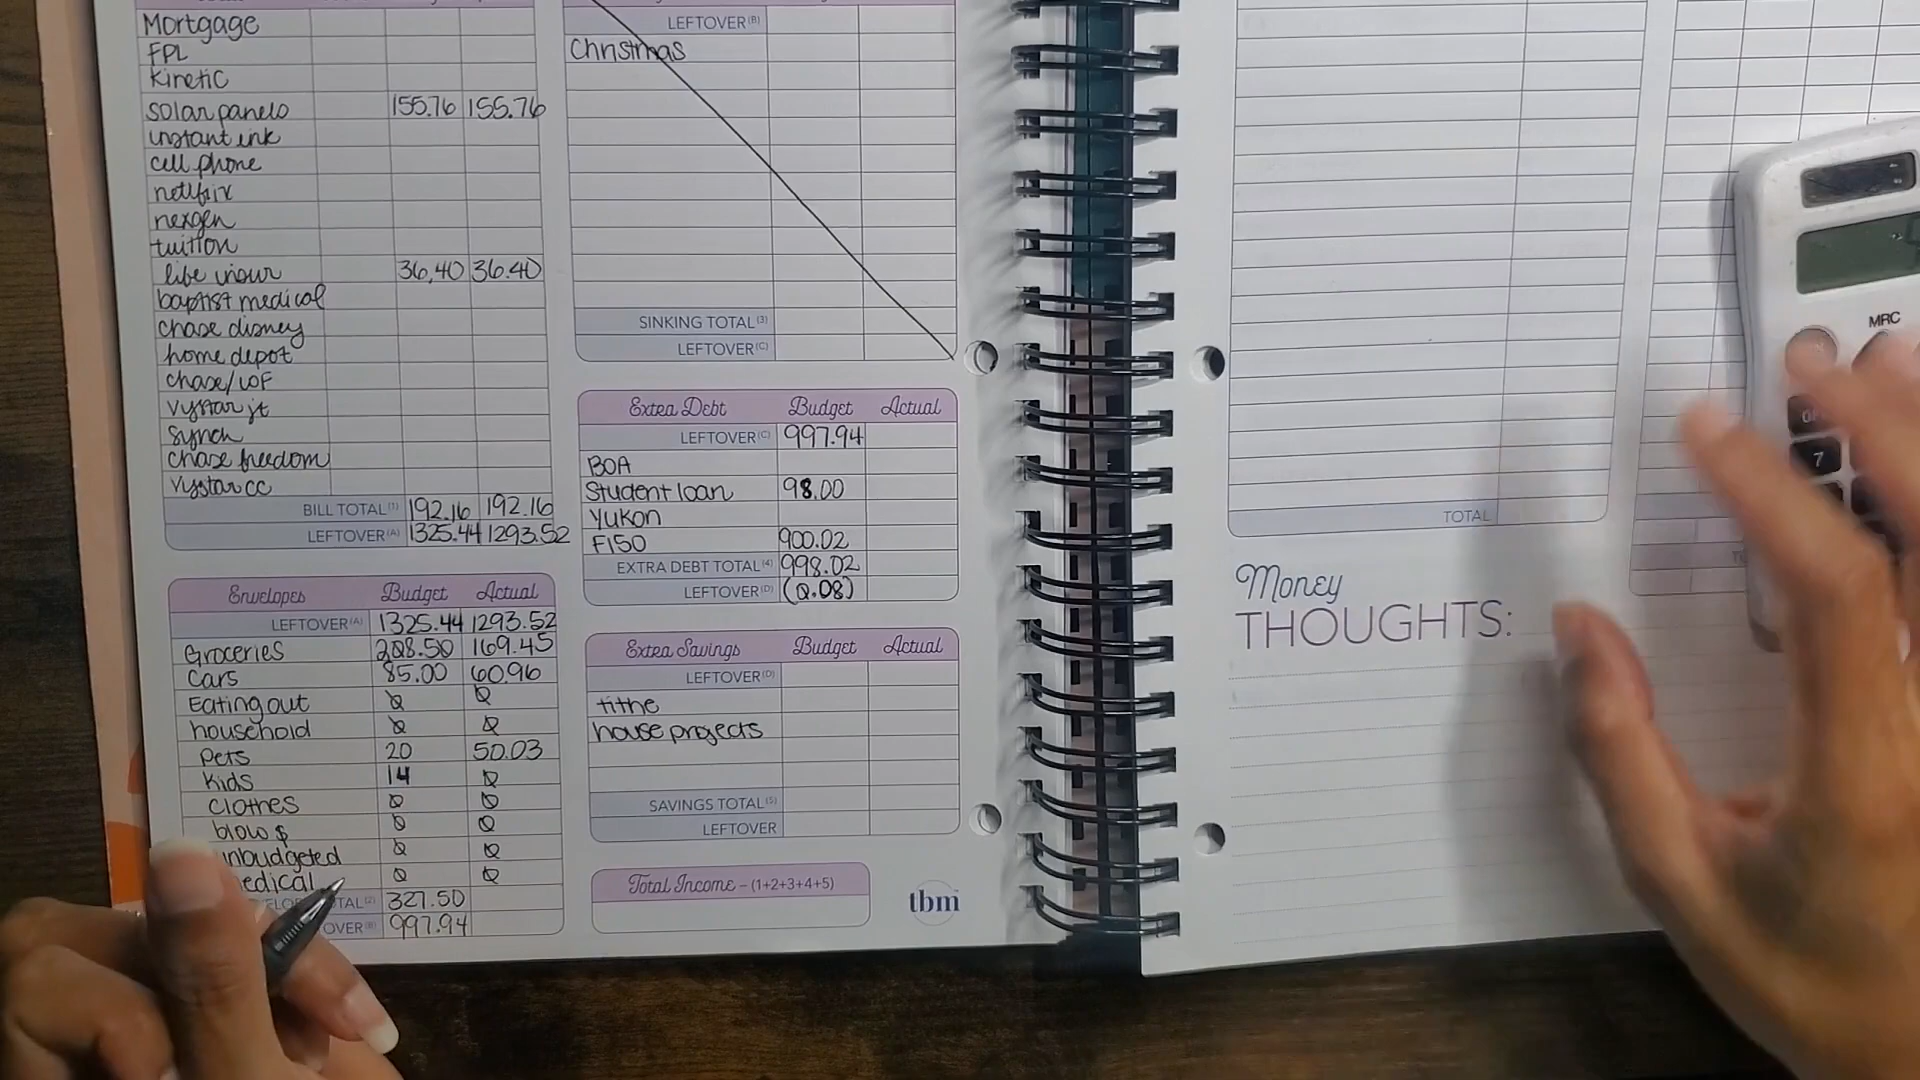 Mortgage
FPL
Kinetic
solar panels 155.76 155.76
instant ink
cell phone
netflix
nexgen
tuition
life insur 36.40 36.40
baptist medical
chase disney
home depot
chase/WF
Vystar jt
Synch
chase freedom
Vystar cc
BILL TOTAL (1) 192.16 192.16
LEFTOVER (A) 1325.44 1293.52
Envelopes Budget Actual
LEFTOVER (A) 1325.44 1293.52
Groceries 208.50 169.45
Cars 85.00 60.96
Eating out 0 0
household 0 0
Pets 20 50.03
Kids 14 0
Clothes 0 0
blow $ 0 0
unbudgeted 0 0
medical 0 0
TOTAL (2) 327.50
OVER (B) 997.94
LEFTOVER (B)
Christmas
SINKING TOTAL (3)
LEFTOVER (C)
Extra Debt Budget Actual
LEFTOVER (C) 997.94
BOA
Student loan 98.00
Yukon
F150 900.02
EXTRA DEBT TOTAL (4) 998.02
LEFTOVER (D) (0.08)
Extra Savings Budget Actual
LEFTOVER (D)
tithe
house projects
SAVINGS TOTAL (5)
LEFTOVER
Total Income – (1+2+3+4+5)
tbm
TOTAL
Money
THOUGHTS:
MRC
7